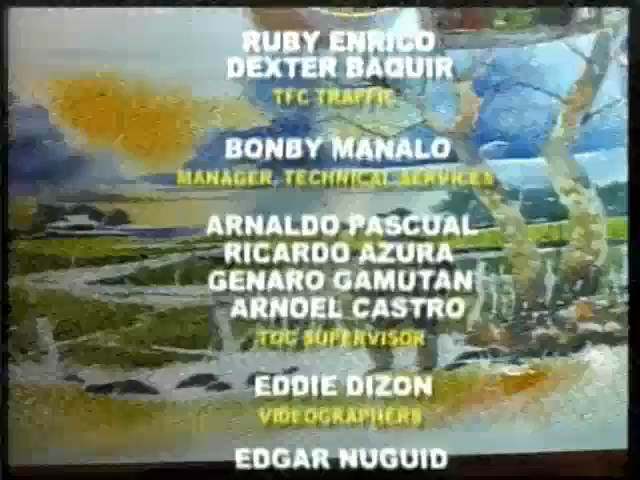 RUBY ENRICO
DEXTER BAQUIR
TFC TRAFFIC
BONBY MANALO
MANAGER, TECHNICAL SERVICES
ARNALDO PASCUAL
RICARDO AZURA
GENARO GAMUTAN
ARNOEL CASTRO
TOC SUPERVISOR
EDDIE DIZON
VIDEOGRAPHERS
EDGAR NUGUID